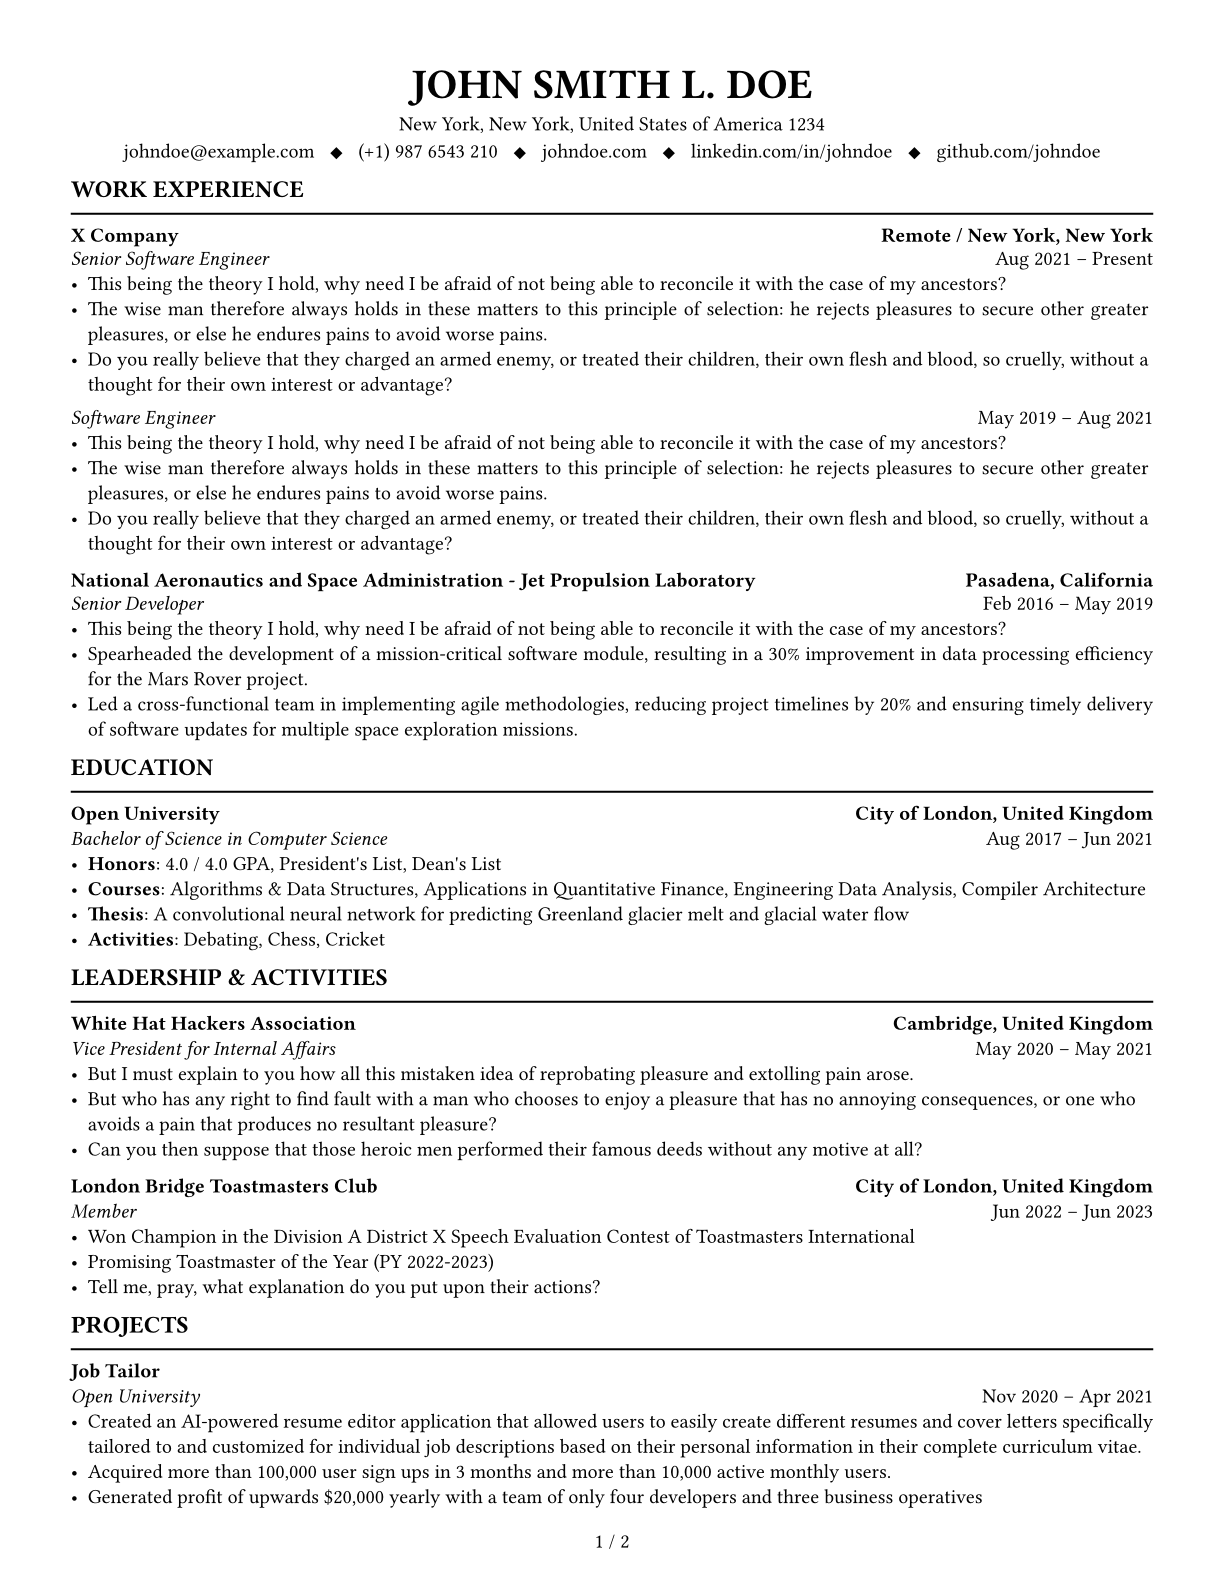 JOHN SMITH L. DOE
New York, New York, United States of America 1234
johndoe@example.com ◆ (+1) 987 6543 210 ◆ johndoe.com ◆ linkedin.com/in/johndoe ◆ github.com/johndoe
WORK EXPERIENCE
X Company Remote / New York, New York
Senior Software Engineer Aug 2021 – Present
• This being the theory I hold, why need I be afraid of not being able to reconcile it with the case of my ancestors?
• The wise man therefore always holds in these matters to this principle of selection: he rejects pleasures to secure other greater
pleasures, or else he endures pains to avoid worse pains.
• Do you really believe that they charged an armed enemy, or treated their children, their own flesh and blood, so cruelly, without a
thought for their own interest or advantage?
Software Engineer May 2019 – Aug 2021
• This being the theory I hold, why need I be afraid of not being able to reconcile it with the case of my ancestors?
• The wise man therefore always holds in these matters to this principle of selection: he rejects pleasures to secure other greater
pleasures, or else he endures pains to avoid worse pains.
• Do you really believe that they charged an armed enemy, or treated their children, their own flesh and blood, so cruelly, without a
thought for their own interest or advantage?
National Aeronautics and Space Administration - Jet Propulsion Laboratory Pasadena, California
Senior Developer Feb 2016 – May 2019
• This being the theory I hold, why need I be afraid of not being able to reconcile it with the case of my ancestors?
• Spearheaded the development of a mission-critical software module, resulting in a 30% improvement in data processing efficiency
for the Mars Rover project.
• Led a cross-functional team in implementing agile methodologies, reducing project timelines by 20% and ensuring timely delivery
of software updates for multiple space exploration missions.
EDUCATION
Open University City of London, United Kingdom
Bachelor of Science in Computer Science Aug 2017 – Jun 2021
• Honors: 4.0 / 4.0 GPA, President's List, Dean's List
• Courses: Algorithms & Data Structures, Applications in Quantitative Finance, Engineering Data Analysis, Compiler Architecture
• Thesis: A convolutional neural network for predicting Greenland glacier melt and glacial water flow
• Activities: Debating, Chess, Cricket
LEADERSHIP & ACTIVITIES
White Hat Hackers Association Cambridge, United Kingdom
Vice President for Internal Affairs May 2020 – May 2021
• But I must explain to you how all this mistaken idea of reprobating pleasure and extolling pain arose.
• But who has any right to find fault with a man who chooses to enjoy a pleasure that has no annoying consequences, or one who
avoids a pain that produces no resultant pleasure?
• Can you then suppose that those heroic men performed their famous deeds without any motive at all?
London Bridge Toastmasters Club City of London, United Kingdom
Member Jun 2022 – Jun 2023
• Won Champion in the Division A District X Speech Evaluation Contest of Toastmasters International
• Promising Toastmaster of the Year (PY 2022-2023)
• Tell me, pray, what explanation do you put upon their actions?
PROJECTS
Job Tailor
Open University Nov 2020 – Apr 2021
• Created an AI-powered resume editor application that allowed users to easily create different resumes and cover letters specifically
tailored to and customized for individual job descriptions based on their personal information in their complete curriculum vitae.
• Acquired more than 100,000 user sign ups in 3 months and more than 10,000 active monthly users.
• Generated profit of upwards $20,000 yearly with a team of only four developers and three business operatives
1 / 2